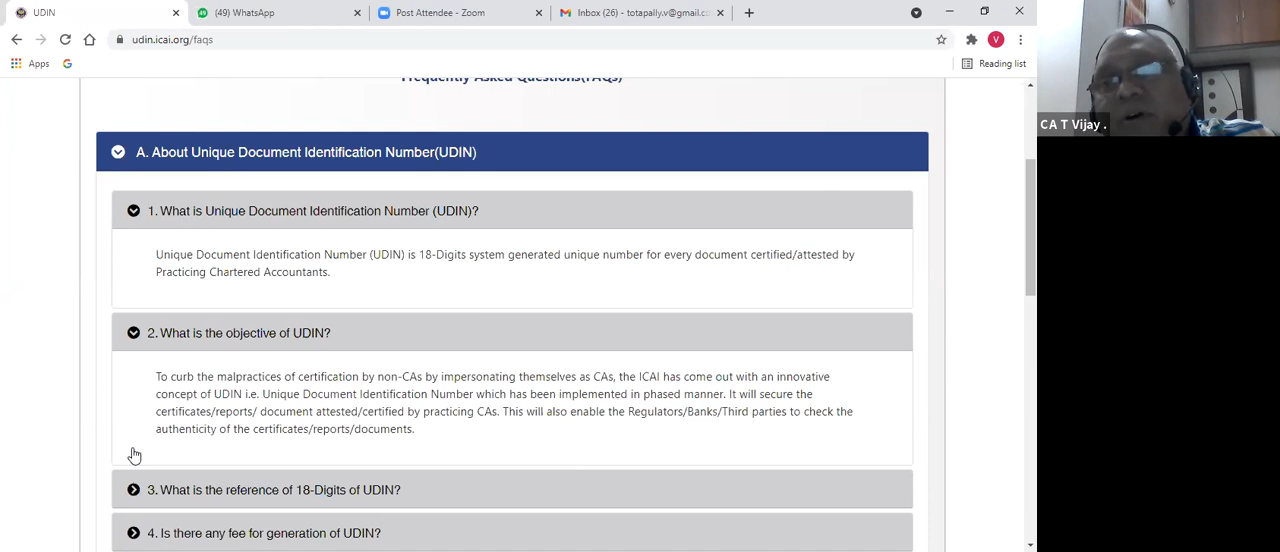 UDIN
(49) WhatsApp
Post Attendee - Zoom
Inbox (26) - totapally.v@gmail.co
udin.icai.org/faqs
V
Apps
Reading list
Frequently Asked Questions(FAQs)
A. About Unique Document Identification Number(UDIN)
1. What is Unique Document Identification Number (UDIN)?
Unique Document Identification Number (UDIN) is 18-Digits system generated unique number for every document certified/attested by
Practicing Chartered Accountants.
2. What is the objective of UDIN?
To curb the malpractices of certification by non-CAs by impersonating themselves as CAs, the ICAI has come out with an innovative
concept of UDIN i.e. Unique Document Identification Number which has been implemented in phased manner. It will secure the
certificates/reports/ document attested/certified by practicing CAs. This will also enable the Regulators/Banks/Third parties to check the
authenticity of the certificates/reports/documents.
3. What is the reference of 18-Digits of UDIN?
4. Is there any fee for generation of UDIN?
CA T Vijay .